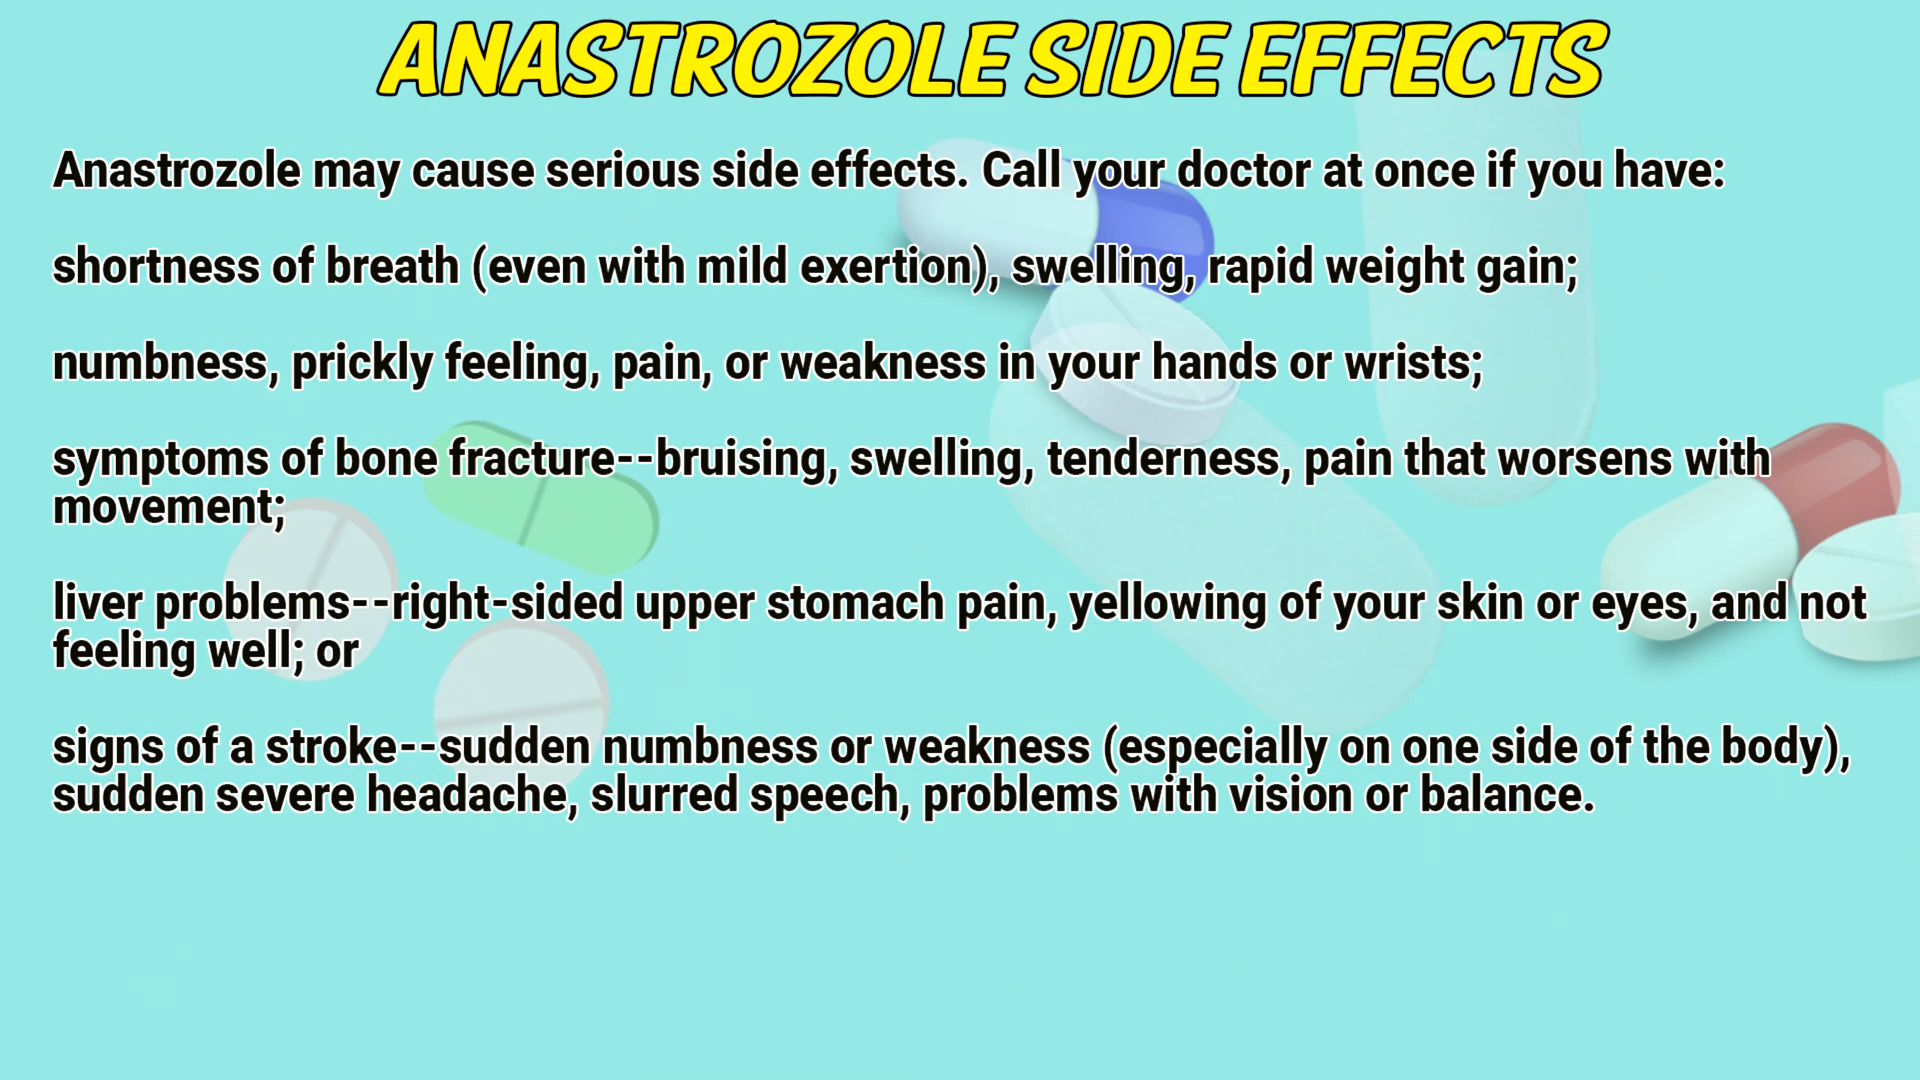 ANASTROZOLE SIDE EFFECTS
Anastrozole may cause serious side effects. Call your doctor at once if you have:
shortness of breath (even with mild exertion), swelling, rapid weight gain;
numbness, prickly feeling, pain, or weakness in your hands or wrists;
symptoms of bone fracture--bruising, swelling, tenderness, pain that worsens with
movement;
liver problems--right-sided upper stomach pain, yellowing of your skin or eyes, and not
feeling well; or
signs of a stroke--sudden numbness or weakness (especially on one side of the body),
sudden severe headache, slurred speech, problems with vision or balance.